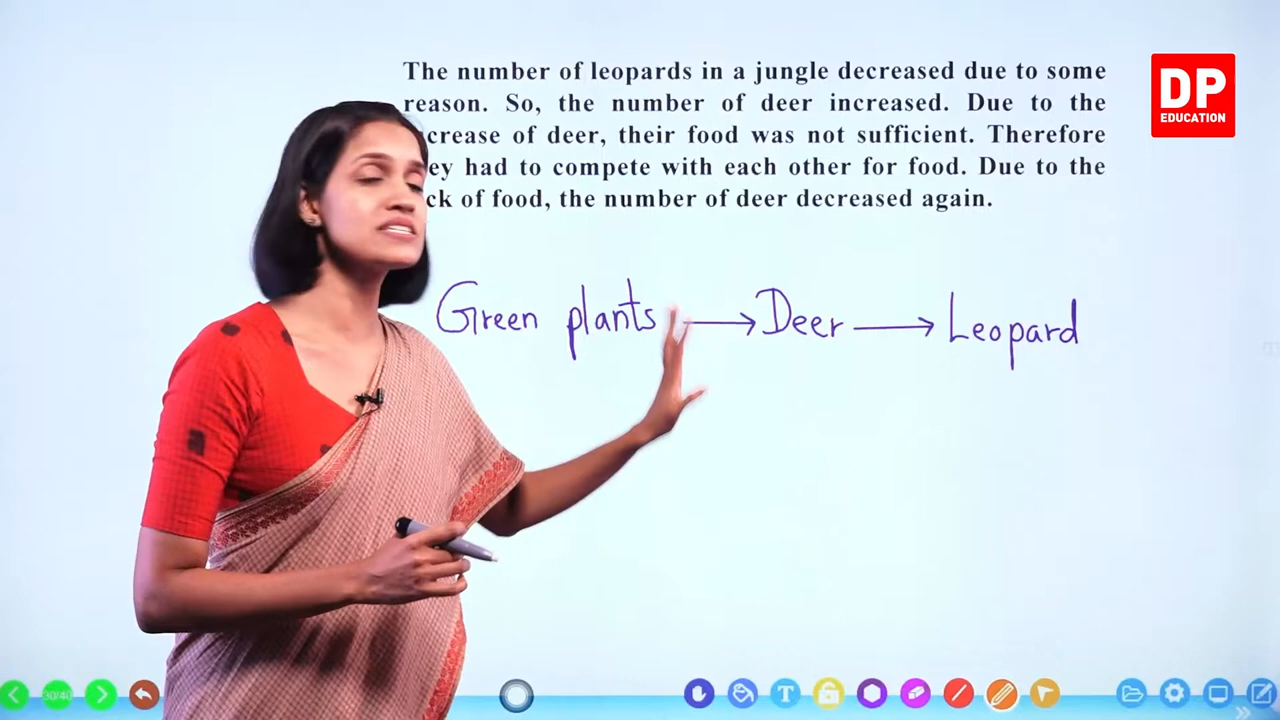 The number of leopards in a jungle decreased due to some
reason. So, the number of deer increased. Due to the
crease of deer, their food was not sufficient. Therefore
ey had to compete with each other for food. Due to the
ck of food, the number of deer decreased again.
DP
EDUCATION
Green plants → Deer → Leopard
30/40